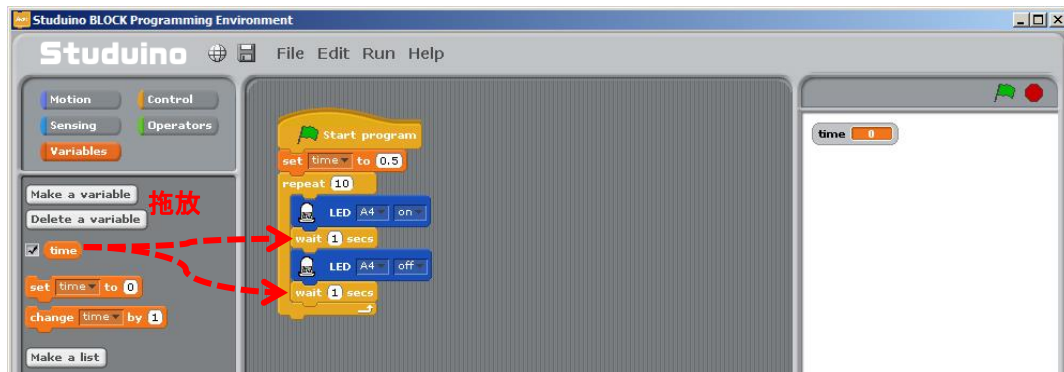 Studuino BLOCK Programming Environment
Studuino File Edit Run Help
Motion Control
Sensing Operators
Variables
Make a variable
拖放
Delete a variable
time
set time to 0
change time by 1
Make a list
Start program
set time to 0.5
repeat 10
LED A4 on
wait 1 secs
LED A4 off
wait 1 secs
time 0